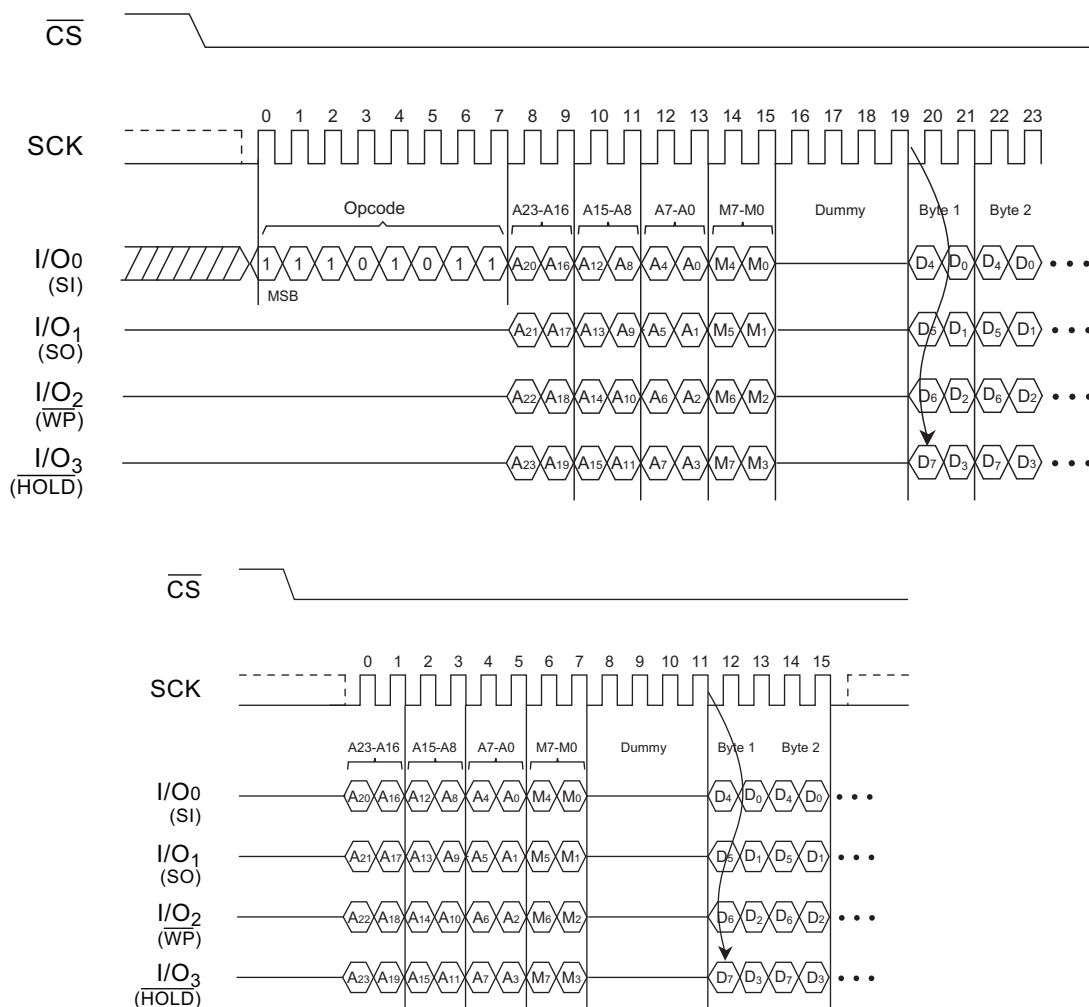 CS
0 1 2 3 4 5 6 7 8 9 10 11 12 13 14 15 16 17 18 19 20 21 22 23
SCK
Opcode A23-A16 A15-A8 A7-A0 M7-M0 Dummy Byte 1 Byte 2
I/O0 1 1 1 0 1 0 1 1 A20 A16 A12 A8 A4 A0 M4 M0 D4 D0 D4 D0 • • •
(SI)
MSB
I/O1 A21 A17 A13 A9 A5 A1 M5 M1 D5 D1 D5 D1 • • •
(SO)
I/O2 A22 A18 A14 A10 A6 A2 M6 M2 D6 D2 D6 D2 • • •
(WP)
I/O3 A23 A19 A15 A11 A7 A3 M7 M3 D7 D3 D7 D3 • • •
(HOLD)
CS
0 1 2 3 4 5 6 7 8 9 10 11 12 13 14 15
SCK
A23-A16 A15-A8 A7-A0 M7-M0 Dummy Byte 1 Byte 2
I/O0 A20 A16 A12 A8 A4 A0 M4 M0 D4 D0 D4 D0 • • •
(SI)
I/O1 A21 A17 A13 A9 A5 A1 M5 M1 D5 D1 D5 D1 • • •
(SO)
I/O2 A22 A18 A14 A10 A6 A2 M6 M2 D6 D2 D6 D2 • • •
(WP)
I/O3 A23 A19 A15 A11 A7 A3 M7 M3 D7 D3 D7 D3 • • •
(HOLD)